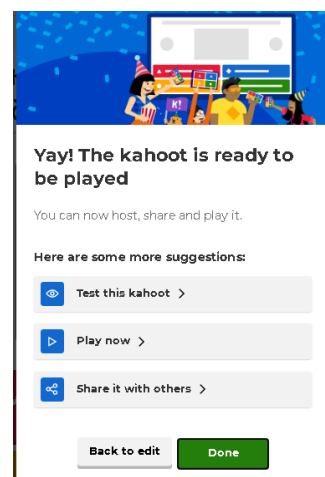 K!
Yay! The kahoot is ready to
be played
You can now host, share and play it.
Here are some more suggestions:
Test this kahoot
Play now
Share it with others
Back to edit
Done